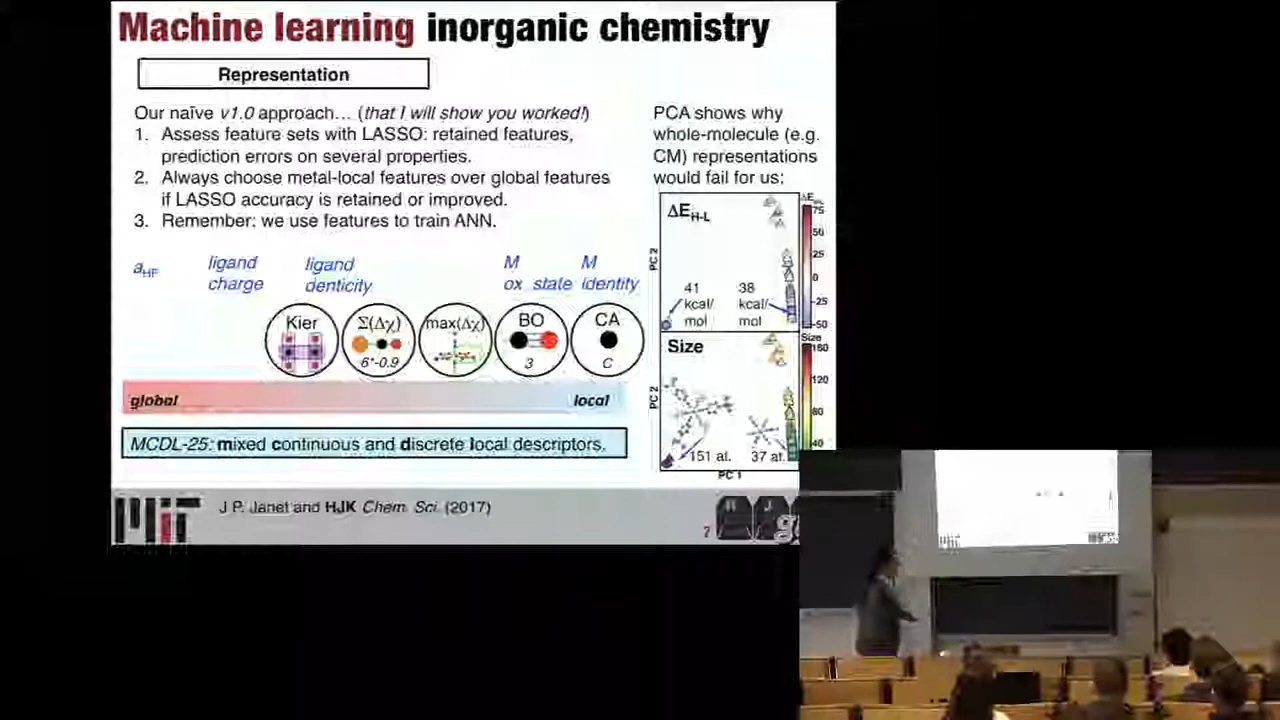 Machine learning inorganic chemistry
Representation
Our naïve v1.0 approach… (that I will show you worked!)
1. Assess feature sets with LASSO: retained features,
prediction errors on several properties.
2. Always choose metal-local features over global features
if LASSO accuracy is retained or improved.
3. Remember: we use features to train ANN.
aHF
ligand
charge
ligand
denticity
M
ox state
M
identity
Kier
Σ(Δχ)
6*-0.9
max(Δχ)
BO
3
CA
C
global
local
MCDL-25: mixed continuous and discrete local descriptors.
PCA shows why
whole-molecule (e.g.
CM) representations
would fail for us:
ΔEH-L
75
50
25
0
-25
-50
PC 2
41
kcal/
mol
38
kcal/
mol
Size
Size
160
120
80
40
PC 2
151 at.
37 at.
PC 1
MIT
J P. Janet and HJK Chem. Sci. (2017)
7
H J